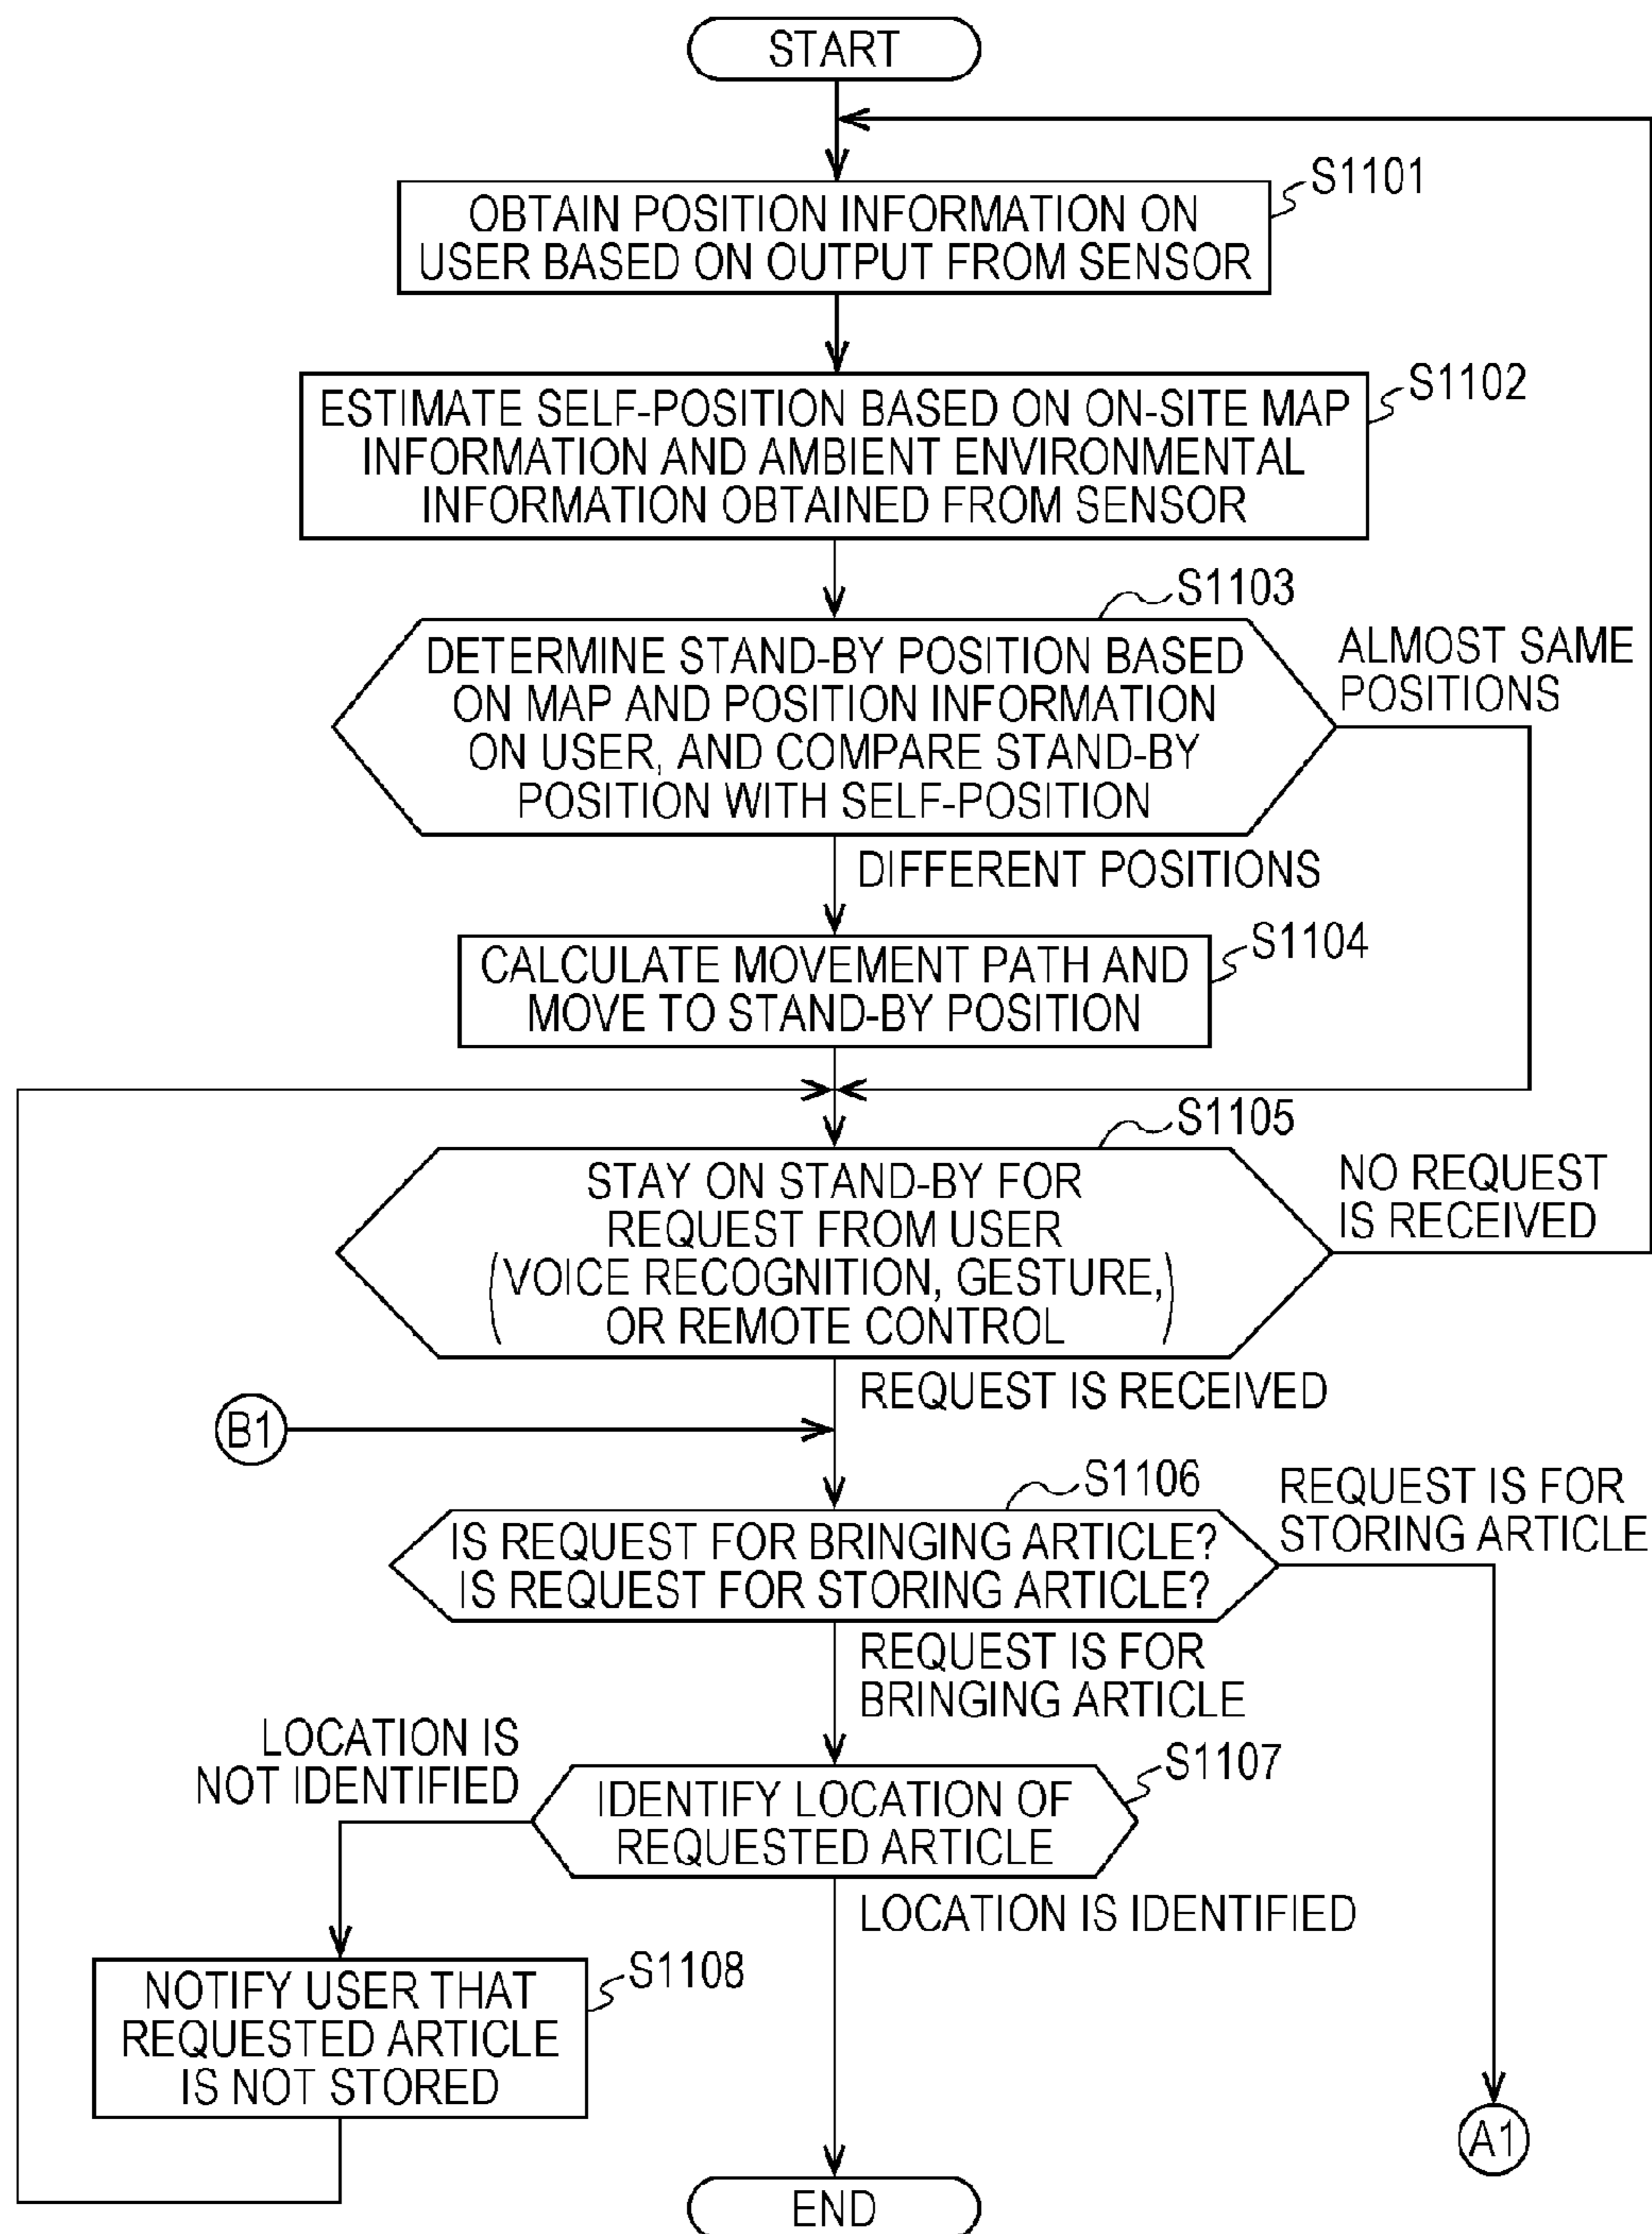 START
S1101
OBTAIN POSITION INFORMATION ON
USER BASED ON OUTPUT FROM SENSOR
S1102
ESTIMATE SELF-POSITION BASED ON ON-SITE MAP
INFORMATION AND AMBIENT ENVIRONMENTAL
INFORMATION OBTAINED FROM SENSOR
S1103
DETERMINE STAND-BY POSITION BASED
ON MAP AND POSITION INFORMATION
ON USER, AND COMPARE STAND-BY
POSITION WITH SELF-POSITION
ALMOST SAME
POSITIONS
DIFFERENT POSITIONS
S1104
CALCULATE MOVEMENT PATH AND
MOVE TO STAND-BY POSITION
S1105
STAY ON STAND-BY FOR
REQUEST FROM USER
(VOICE RECOGNITION, GESTURE,
OR REMOTE CONTROL)
NO REQUEST
IS RECEIVED
REQUEST IS RECEIVED
B1
S1106
IS REQUEST FOR BRINGING ARTICLE?
IS REQUEST FOR STORING ARTICLE?
REQUEST IS FOR
STORING ARTICLE
REQUEST IS FOR
BRINGING ARTICLE
LOCATION IS
NOT IDENTIFIED
S1107
IDENTIFY LOCATION OF
REQUESTED ARTICLE
LOCATION IS IDENTIFIED
S1108
NOTIFY USER THAT
REQUESTED ARTICLE
IS NOT STORED
A1
END